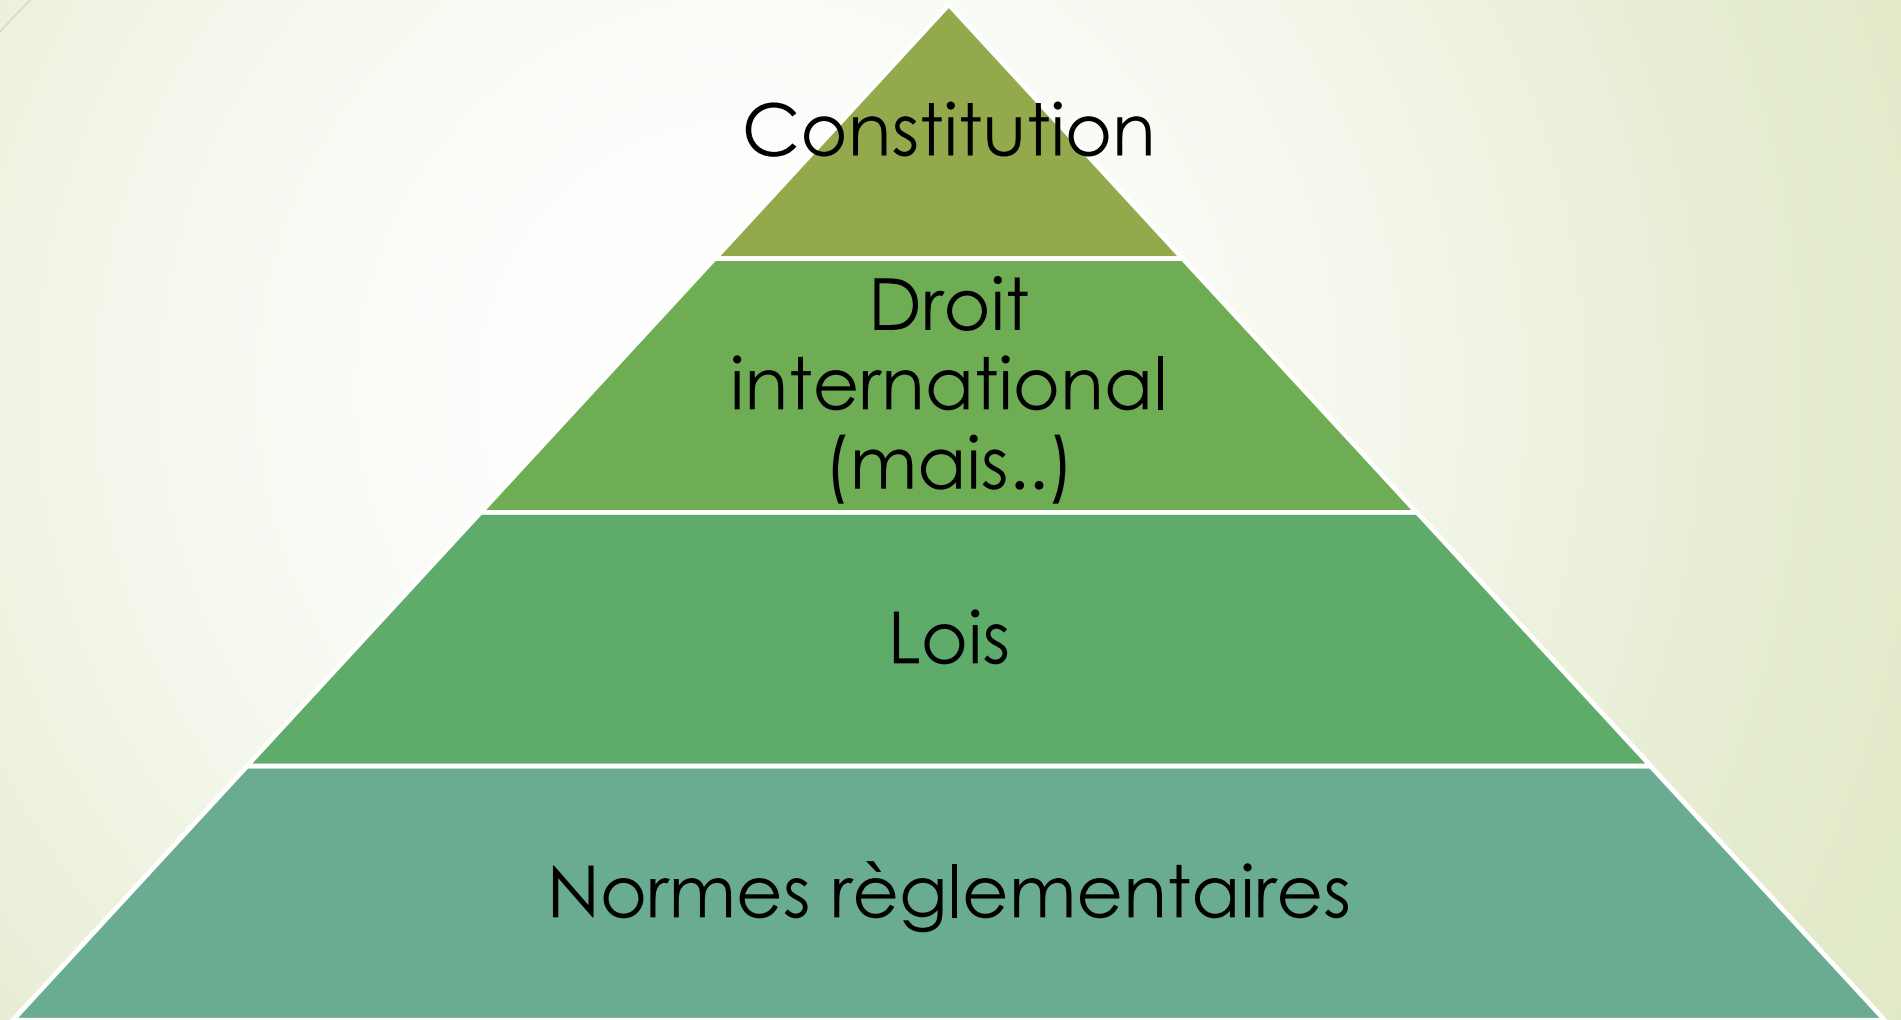 Constitution
Droit
international
(mais..)
Lois
Normes règlementaires